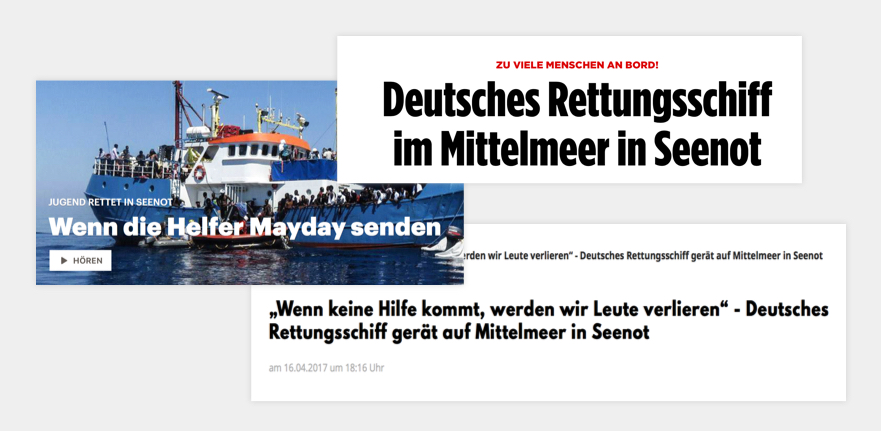 ZU VIELE MENSCHEN AN BORD!
Deutsches Rettungsschiff
im Mittelmeer in Seenot
JUGEND RETTET IN SEENOT
Wenn die Helfer Mayday senden
HÖREN
werden wir Leute verlieren“ - Deutsches Rettungsschiff gerät auf Mittelmeer in Seenot
„Wenn keine Hilfe kommt, werden wir Leute verlieren“ - Deutsches
Rettungsschiff gerät auf Mittelmeer in Seenot
am 16.04.2017 um 18:16 Uhr